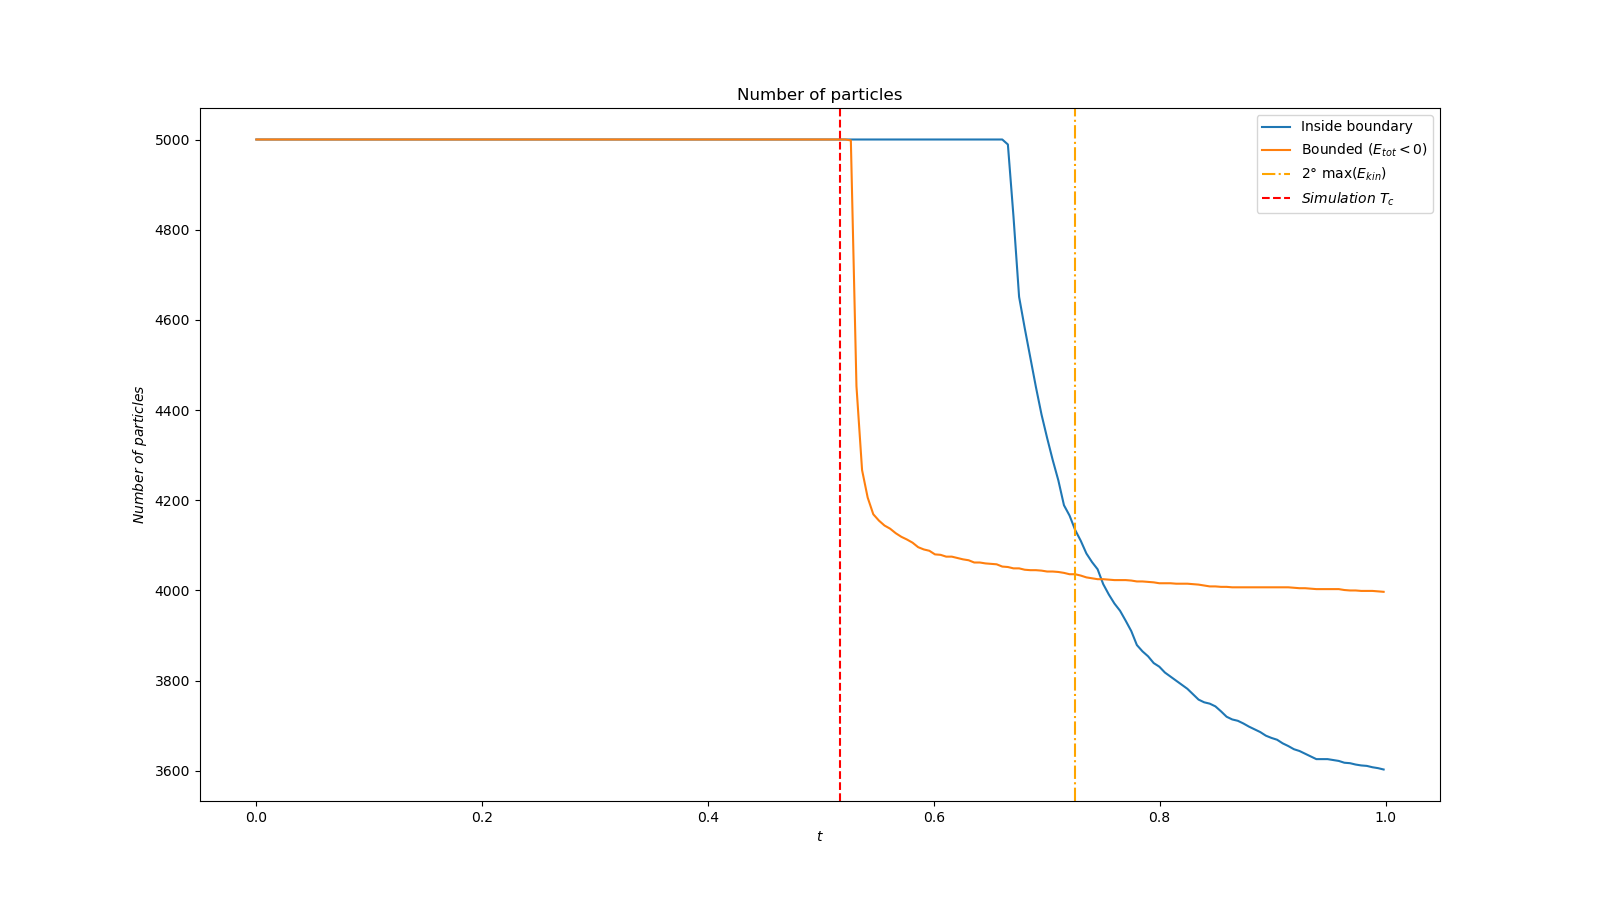 Number of particles
Inside boundary
Bounded (E_tot < 0)
2° max(E_kin)
Simulation T_c
Number of particles
5000
4800
4600
4400
4200
4000
3800
3600
0.0 0.2 0.4 0.6 0.8 1.0
t